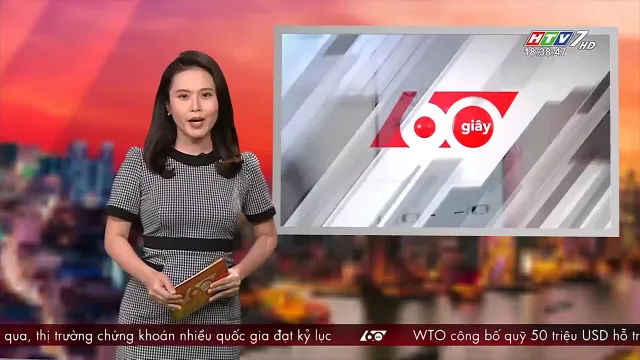 HTV7 HD
18:38:47
60 giây
qua, thị trường chứng khoán nhiều quốc gia đạt kỷ lục 60 WTO công bố quỹ 50 triệu USD hỗ tr